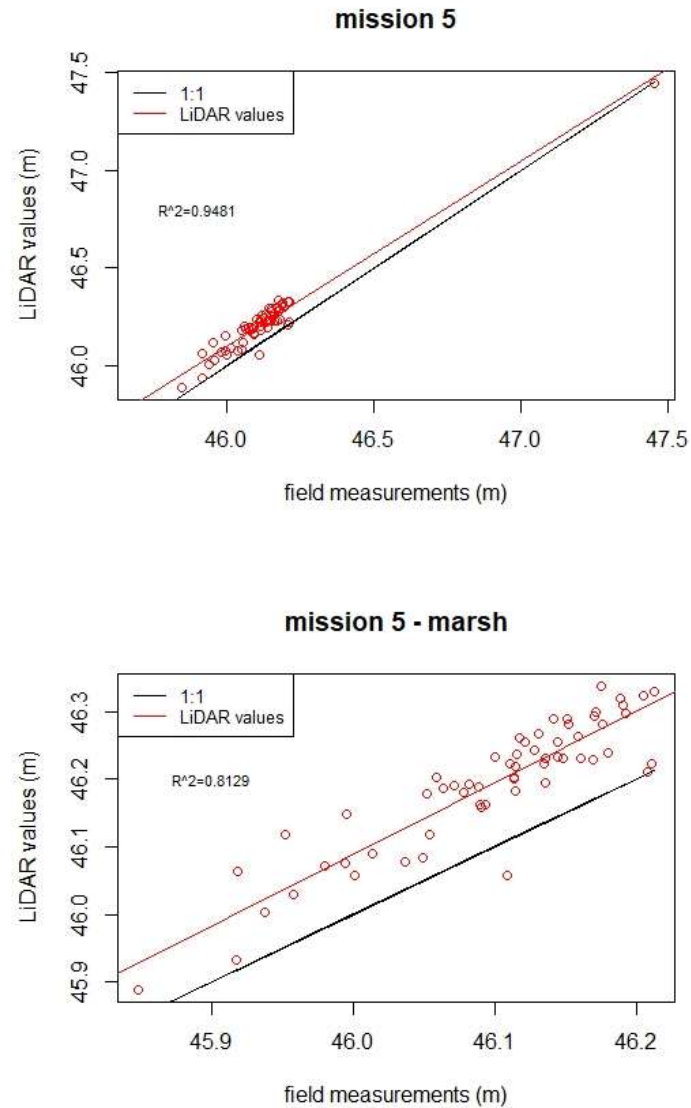 mission 5
1:1
LiDAR values
R^2=0.9481
LiDAR values (m)
47.5
47.0
46.5
46.0
46.0 46.5 47.0 47.5
field measurements (m)
mission 5 - marsh
1:1
LiDAR values
R^2=0.8129
LiDAR values (m)
46.3
46.2
46.1
46.0
45.9
45.9 46.0 46.1 46.2
field measurements (m)